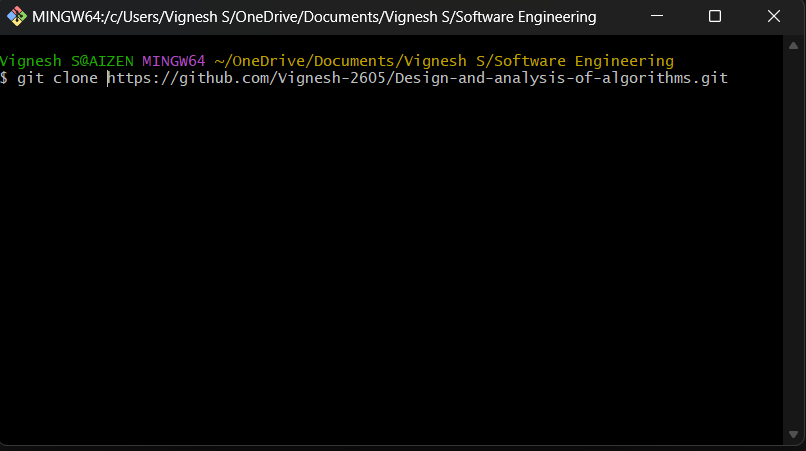 MINGW64:/c/Users/Vignesh S/OneDrive/Documents/Vignesh S/Software Engineering
Vignesh S@AIZEN MINGW64 ~/OneDrive/Documents/Vignesh S/Software Engineering
$ git clone https://github.com/Vignesh-2605/Design-and-analysis-of-algorithms.git